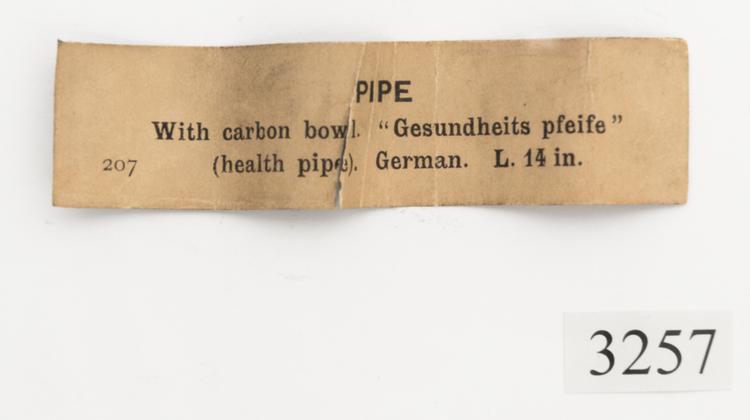 PIPE
With carbon bowl. "Gesundheits pfeife"
207 (health pipe). German. L. 14 in.
3257